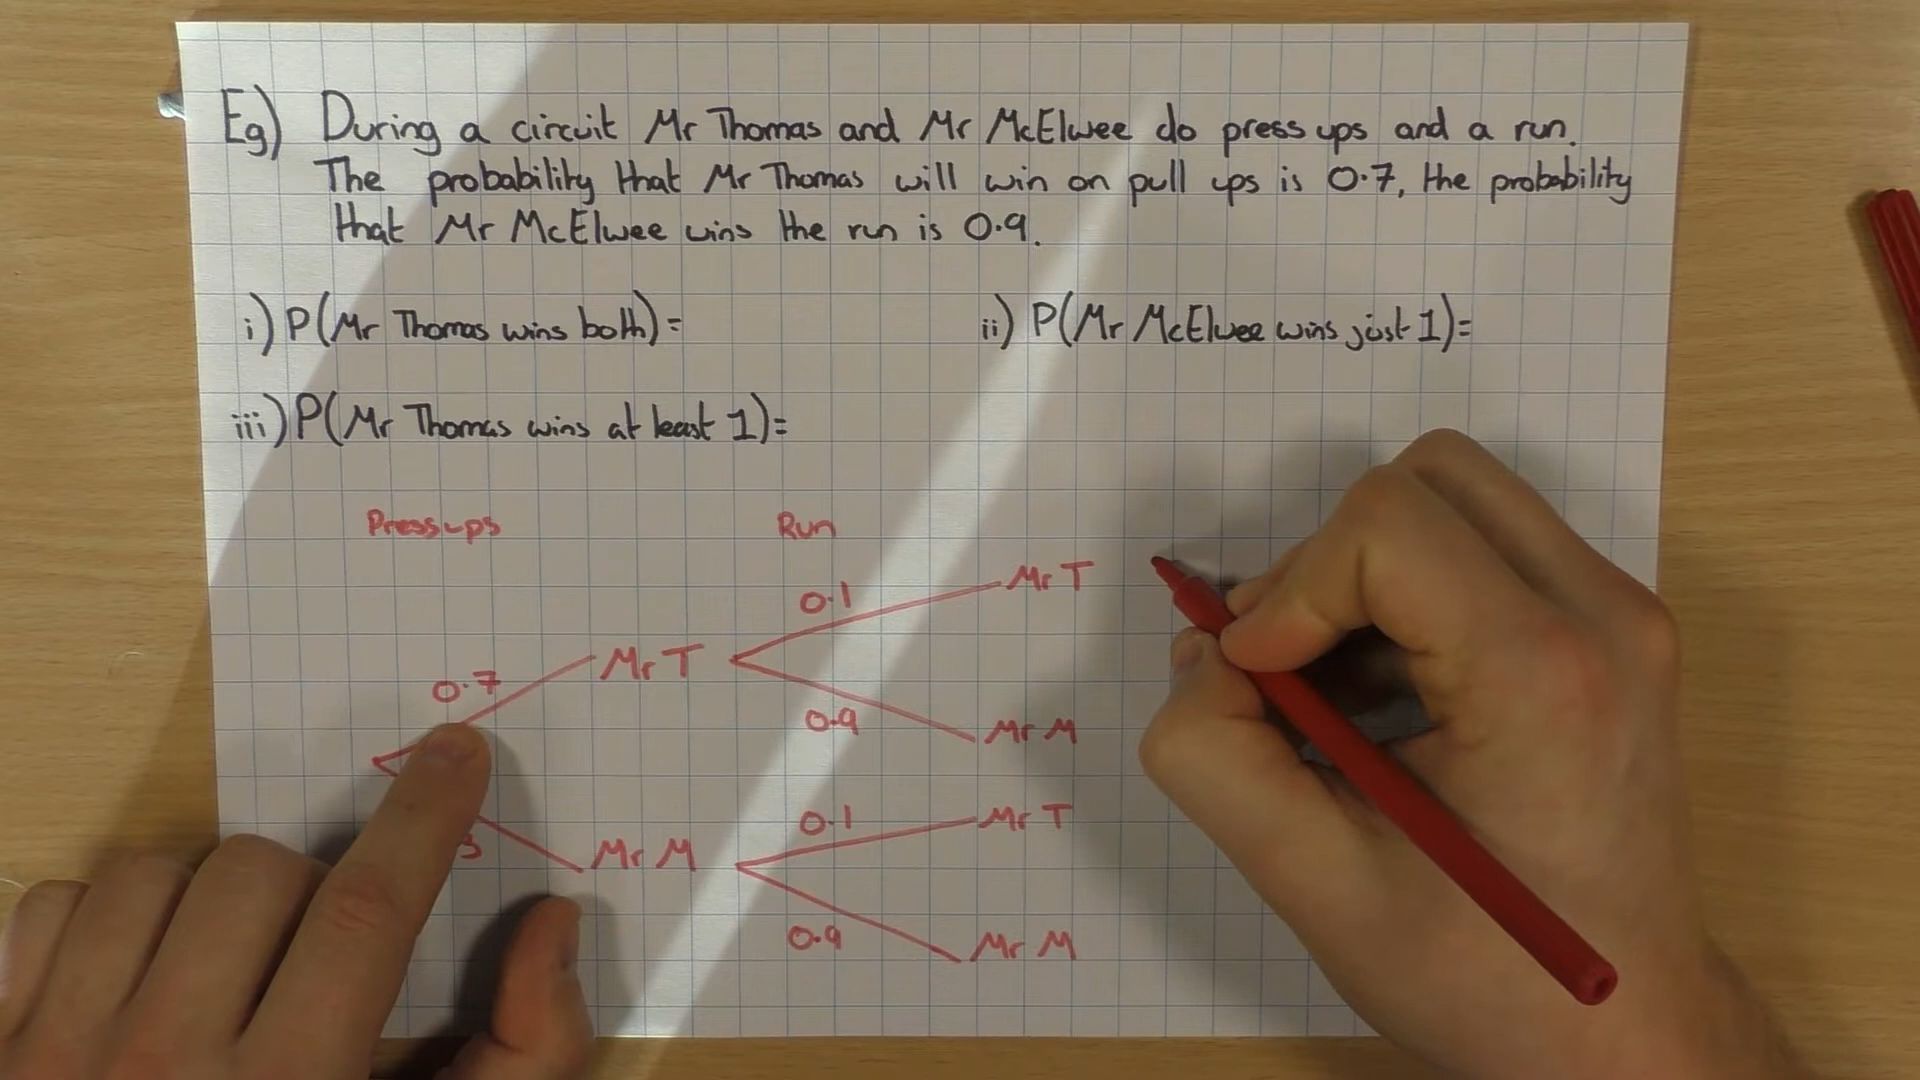 Eg) During a circuit Mr Thomas and Mr McElwee do press ups and a run.
The probability that Mr Thomas will win on pull ups is 0.7, the probability
that Mr McElwee wins the run is 0.9.
i) P(Mr Thomas wins both)=
ii) P(Mr McElwee wins just 1)=
iii) P(Mr Thomas wins at least 1)=
Press ups
Run
0.1
Mr T
0.7
Mr T
0.9
Mr M
0.1
Mr T
3
Mr M
0.9
Mr M